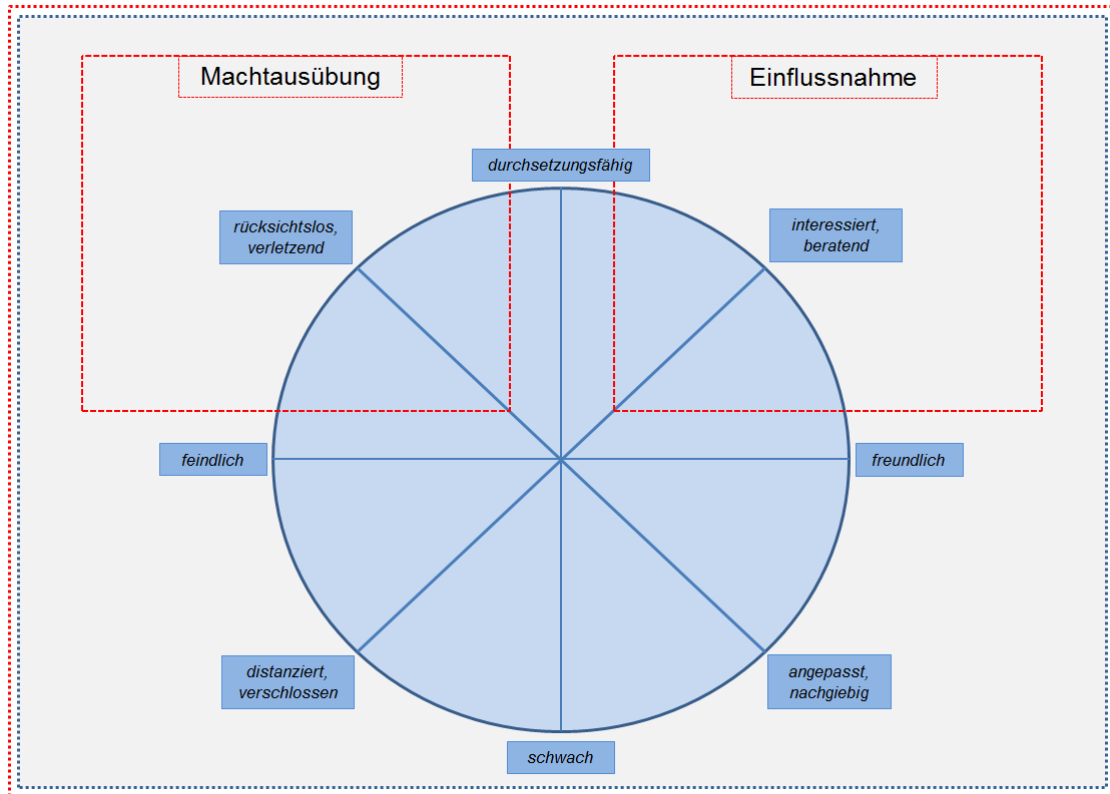 Machtausübung
Einflussnahme
durchsetzungsfähig
rücksichtslos,
verletzend
interessiert,
beratend
feindlich
freundlich
distanziert,
verschlossen
angepasst,
nachgiebig
schwach